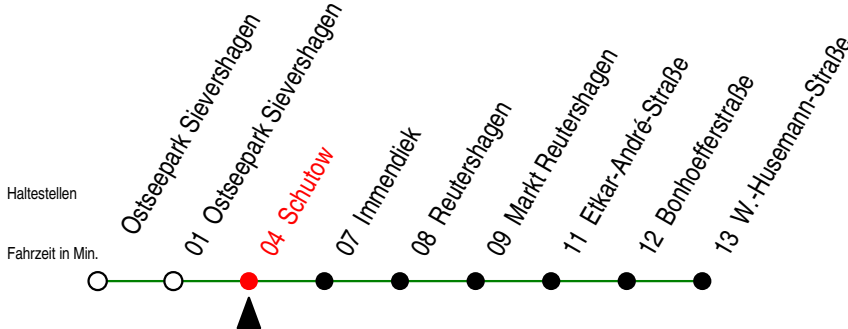 Haltestellen
Fahrzeit in Min.
Ostseepark Sievershagen
01 Ostseepark Sievershagen
04 Schutow
07 Immendiek
08 Reutershagen
09 Markt Reutershagen
11 Etkar-André-Straße
12 Bonhoefferstraße
13 W.-Husemann-Straße